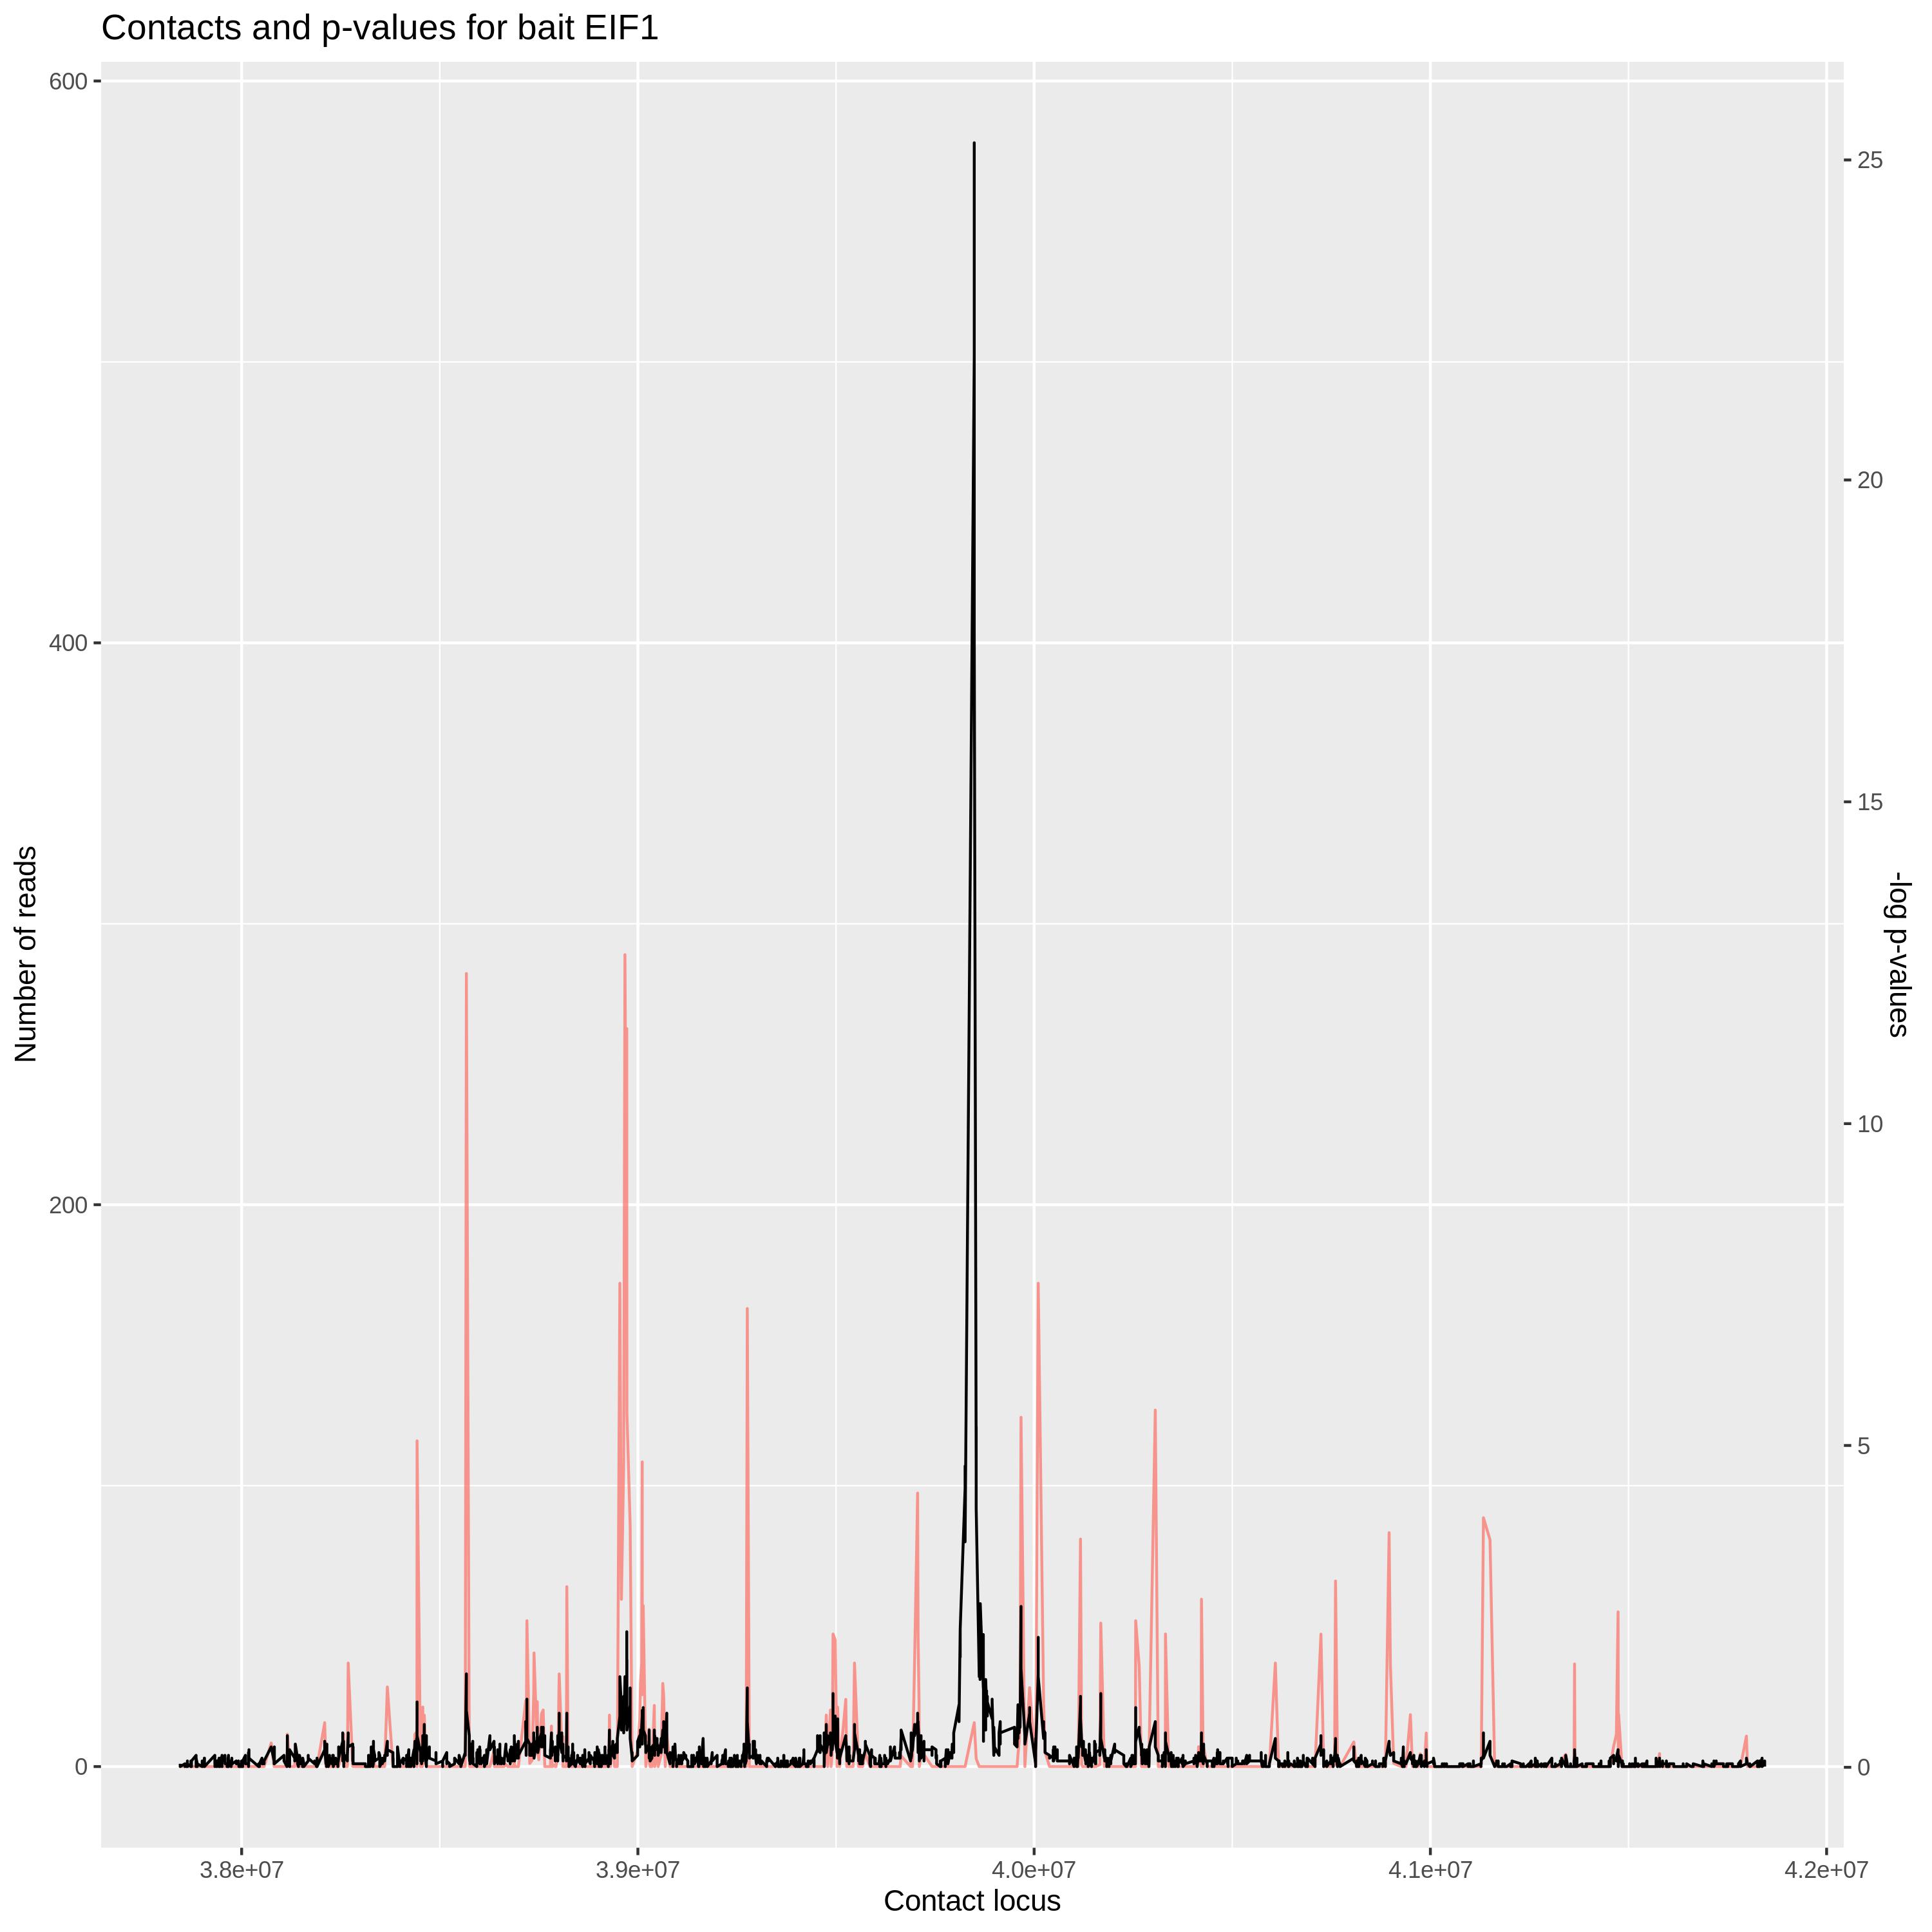 Contacts and p-values for bait EIF1
600
400
200
0
25
20
15
10
5
0
Number of reads
-log p-values
3.8e+07
3.9e+07
4.0e+07
4.1e+07
4.2e+07
Contact locus